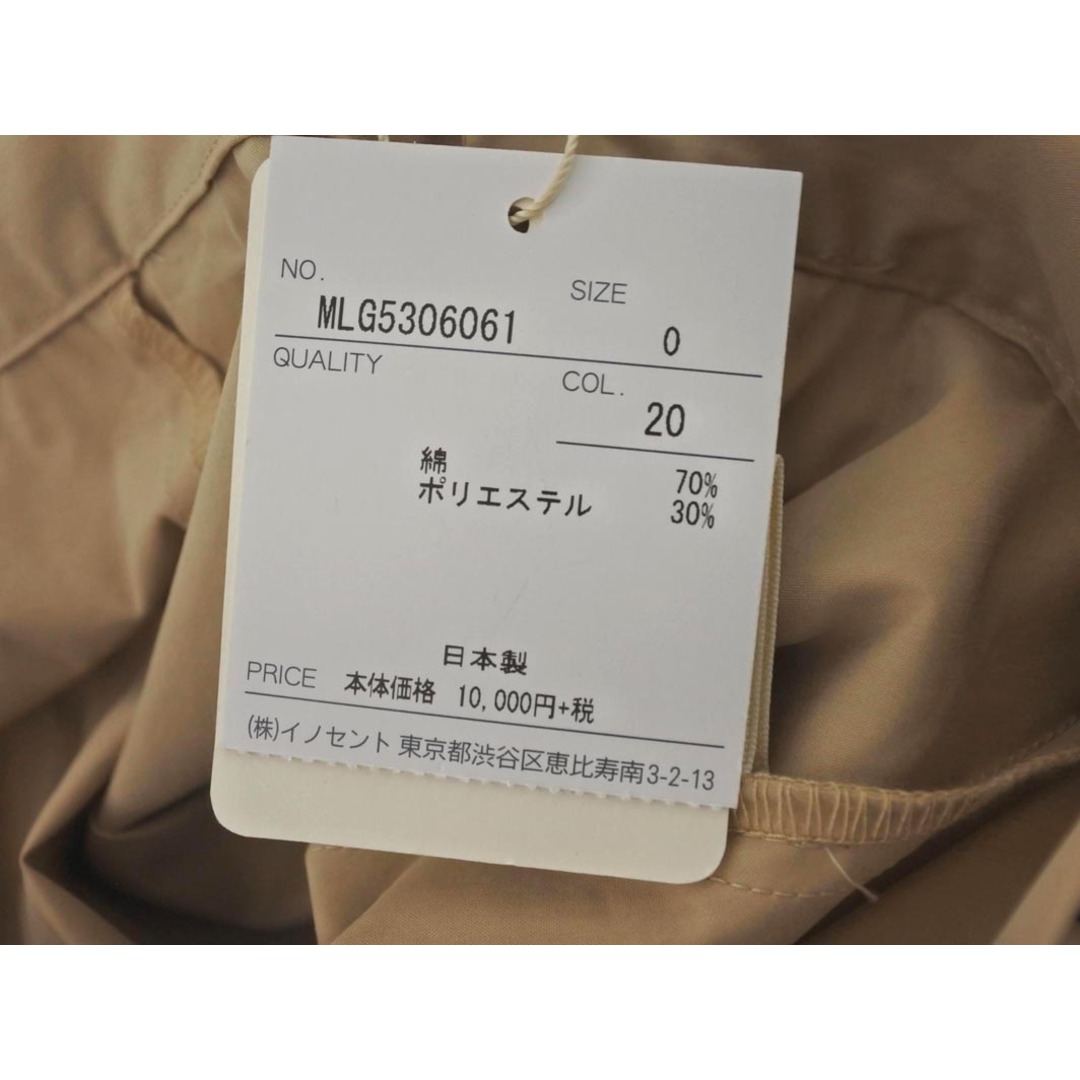 NO.
MLG5306061
SIZE
0
QUALITY
COL.
20
綿 70%
ポリエステル 30%
日本製
PRICE 本体価格 10,000円+税
(株)イノセント 東京都渋谷区恵比寿南3-2-13